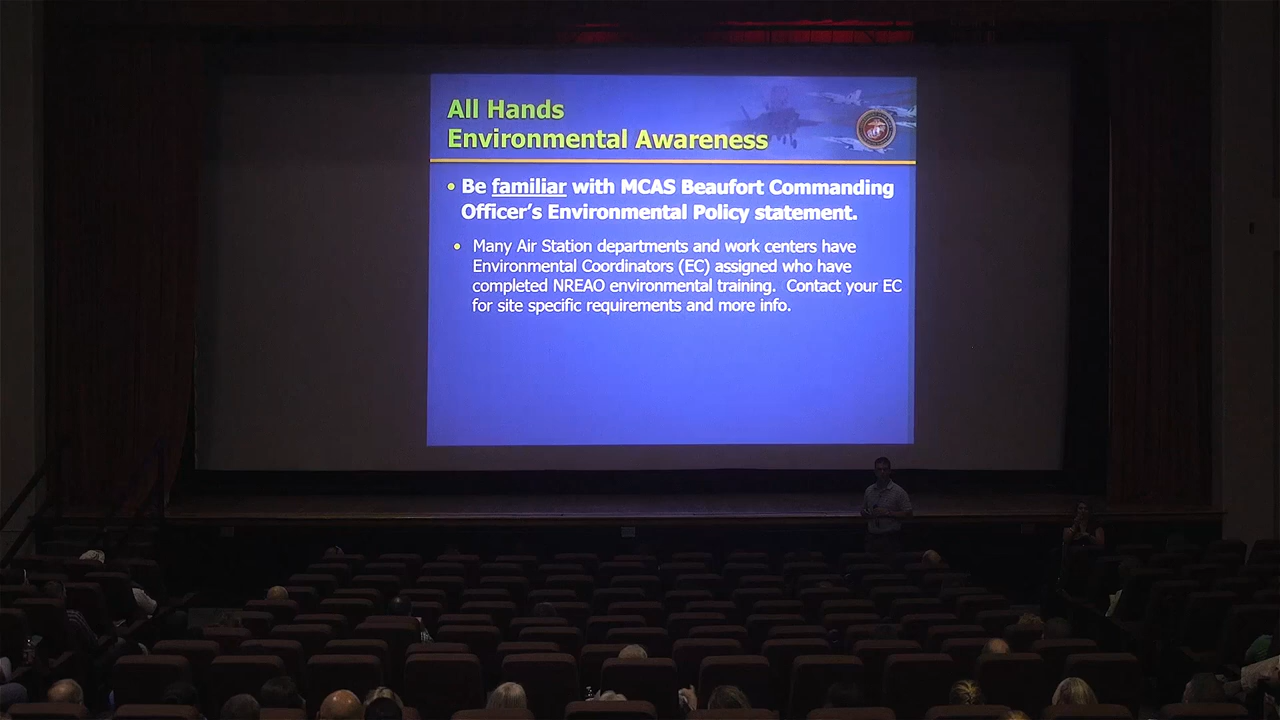 All Hands
Environmental Awareness
• Be familiar with MCAS Beaufort Commanding
Officer's Environmental Policy statement.
• Many Air Station departments and work centers have
Environmental Coordinators (EC) assigned who have
completed NREAO environmental training.  Contact your EC
for site specific requirements and more info.